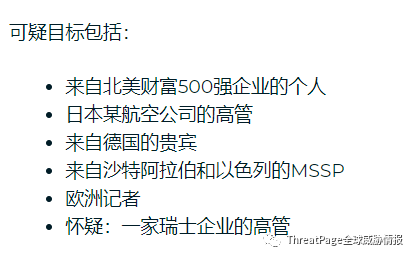 可疑目标包括：
• 来自北美财富500强企业的个人
• 日本某航空公司的高管
• 来自德国的贵宾
• 来自沙特阿拉伯和以色列的MSSP
• 欧洲记者
• 怀疑：一家瑞士企业的高管
ThreatPage全球威胁情报